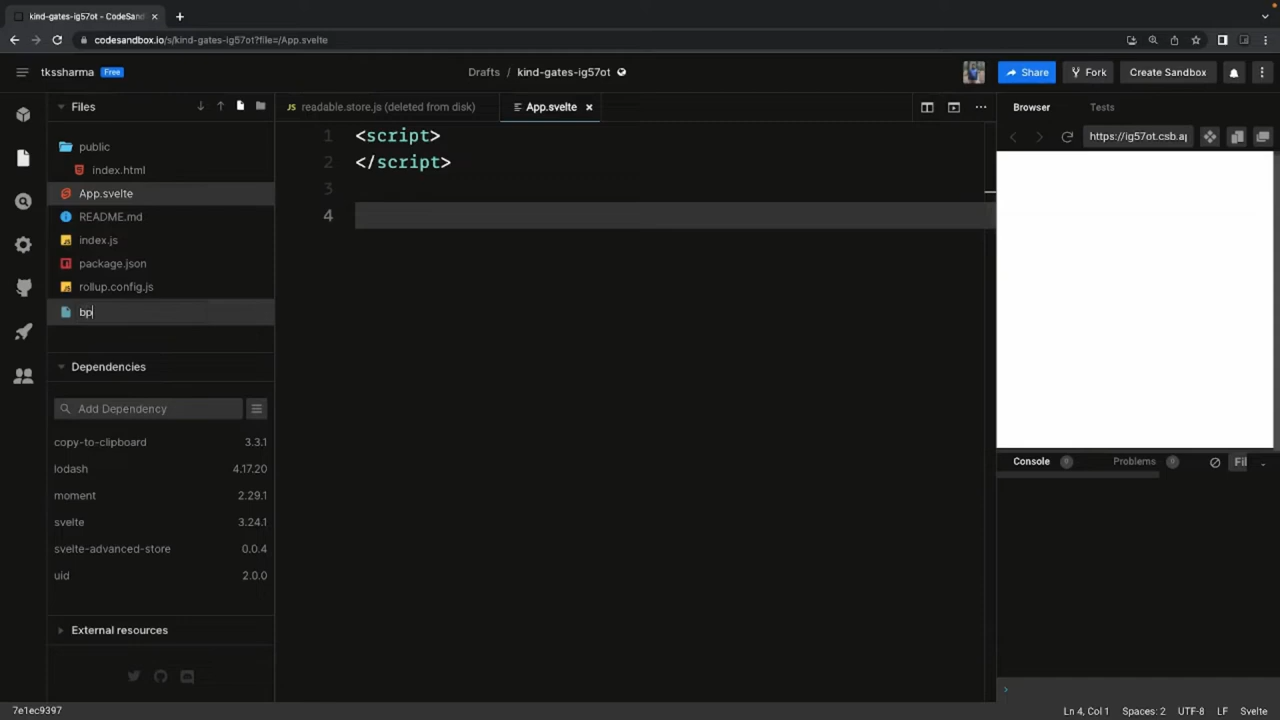 kind-gates-ig57ot - CodeSan
codesandbox.io/s/kind-gates-ig57ot?file=/App.svelte
tkssharma Free
Drafts / kind-gates-ig57ot
Share
Fork
Create Sandbox
Files
readable.store.js (deleted from disk)
App.svelte
Browser
Tests
https://ig57ot.csb.a
public
index.html
App.svelte
README.md
index.js
package.json
rollup.config.js
bp
1 <script>
2 </script>
3
4
Dependencies
Add Dependency
copy-to-clipboard 3.3.1
lodash 4.17.20
moment 2.29.1
svelte 3.24.1
svelte-advanced-store 0.0.4
uid 2.0.0
External resources
Console 0
Problems 0
Fil
7e1ec9397
Ln 4, Col 1 Spaces: 2 UTF-8 LF Svelte